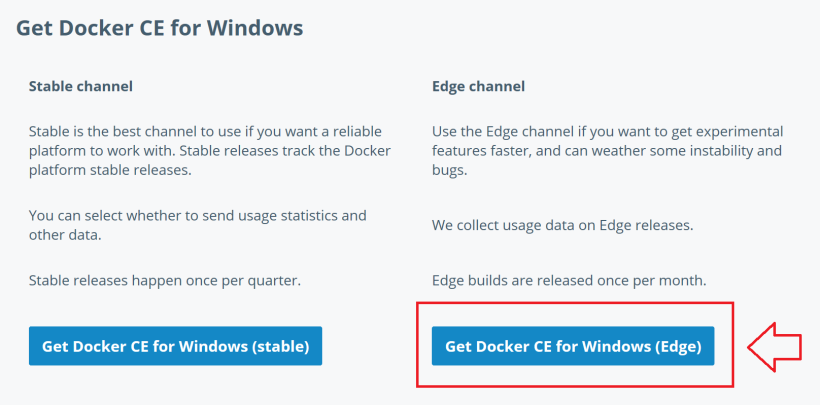 Get Docker CE for Windows
Stable channel
Stable is the best channel to use if you want a reliable
platform to work with. Stable releases track the Docker
platform stable releases.
You can select whether to send usage statistics and
other data.
Stable releases happen once per quarter.
Get Docker CE for Windows (stable)
Edge channel
Use the Edge channel if you want to get experimental
features faster, and can weather some instability and
bugs.
We collect usage data on Edge releases.
Edge builds are released once per month.
Get Docker CE for Windows (Edge)